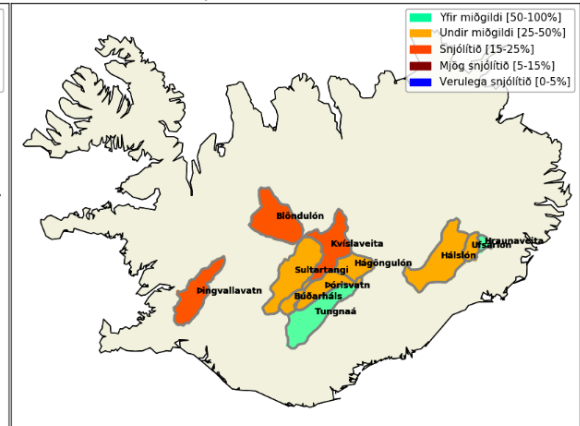 Yfir miðgildi [50-100%]
Undir miðgildi [25-50%]
Snjólítið [15-25%]
Mjög snjólítið [5-15%]
Verulega snjólítið [0-5%]
Blöndulón
Kvíslaveita
Hraunaveita
Ufsárlón
Hálslón
Hágöngulón
Sultartangi
Þórisvatn
Þingvallavatn
Búðarháls
Tungnaá